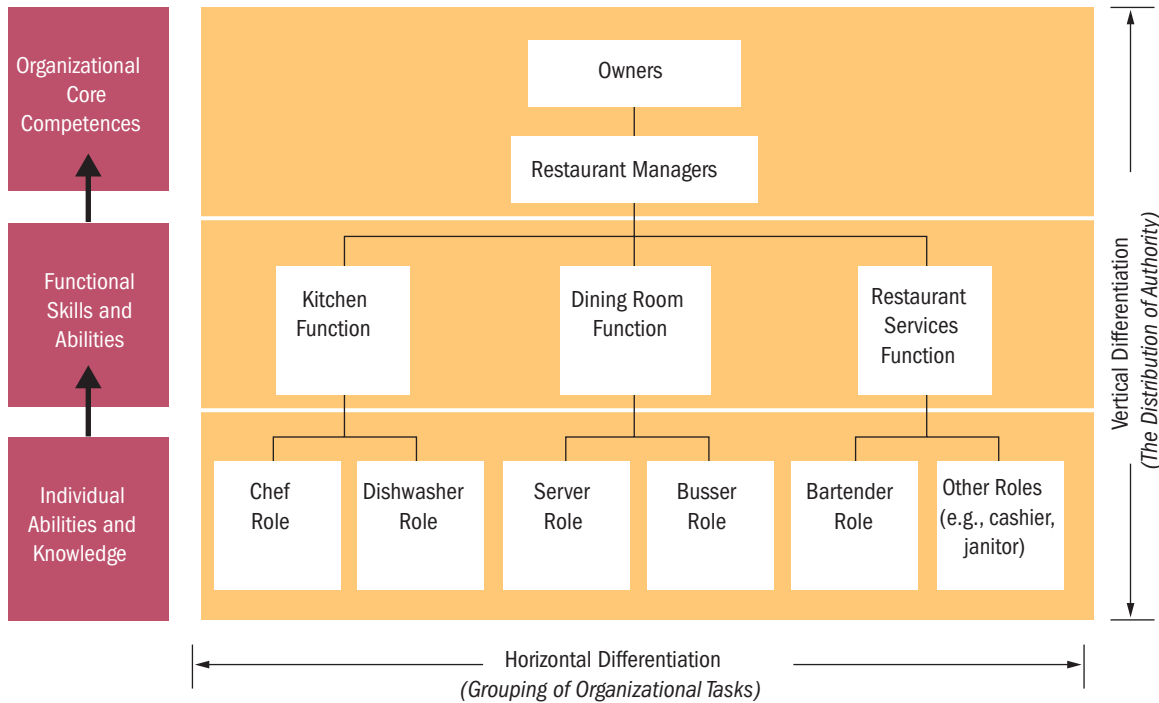 Organizational
Core
Competences
Owners
Restaurant Managers
Functional
Skills and
Abilities
Kitchen
Function
Dining Room
Function
Restaurant
Services
Function
Individual
Abilities and
Knowledge
Chef
Role
Dishwasher
Role
Server
Role
Busser
Role
Bartender
Role
Other Roles
(e.g., cashier,
janitor)
Vertical Differentiation
(The Distribution of Authority)
Horizontal Differentiation
(Grouping of Organizational Tasks)